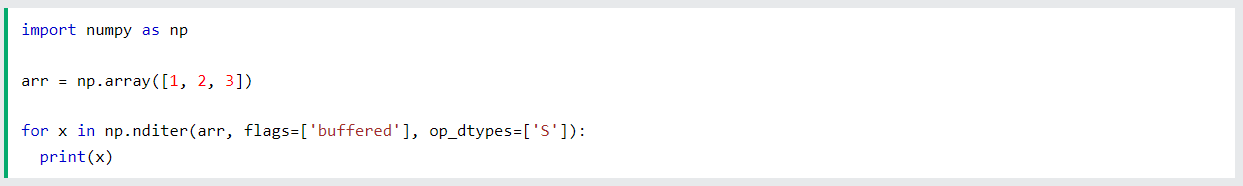 import numpy as np
arr = np.array([1, 2, 3])
for x in np.nditer(arr, flags=['buffered'], op_dtypes=['S']):
  print(x)